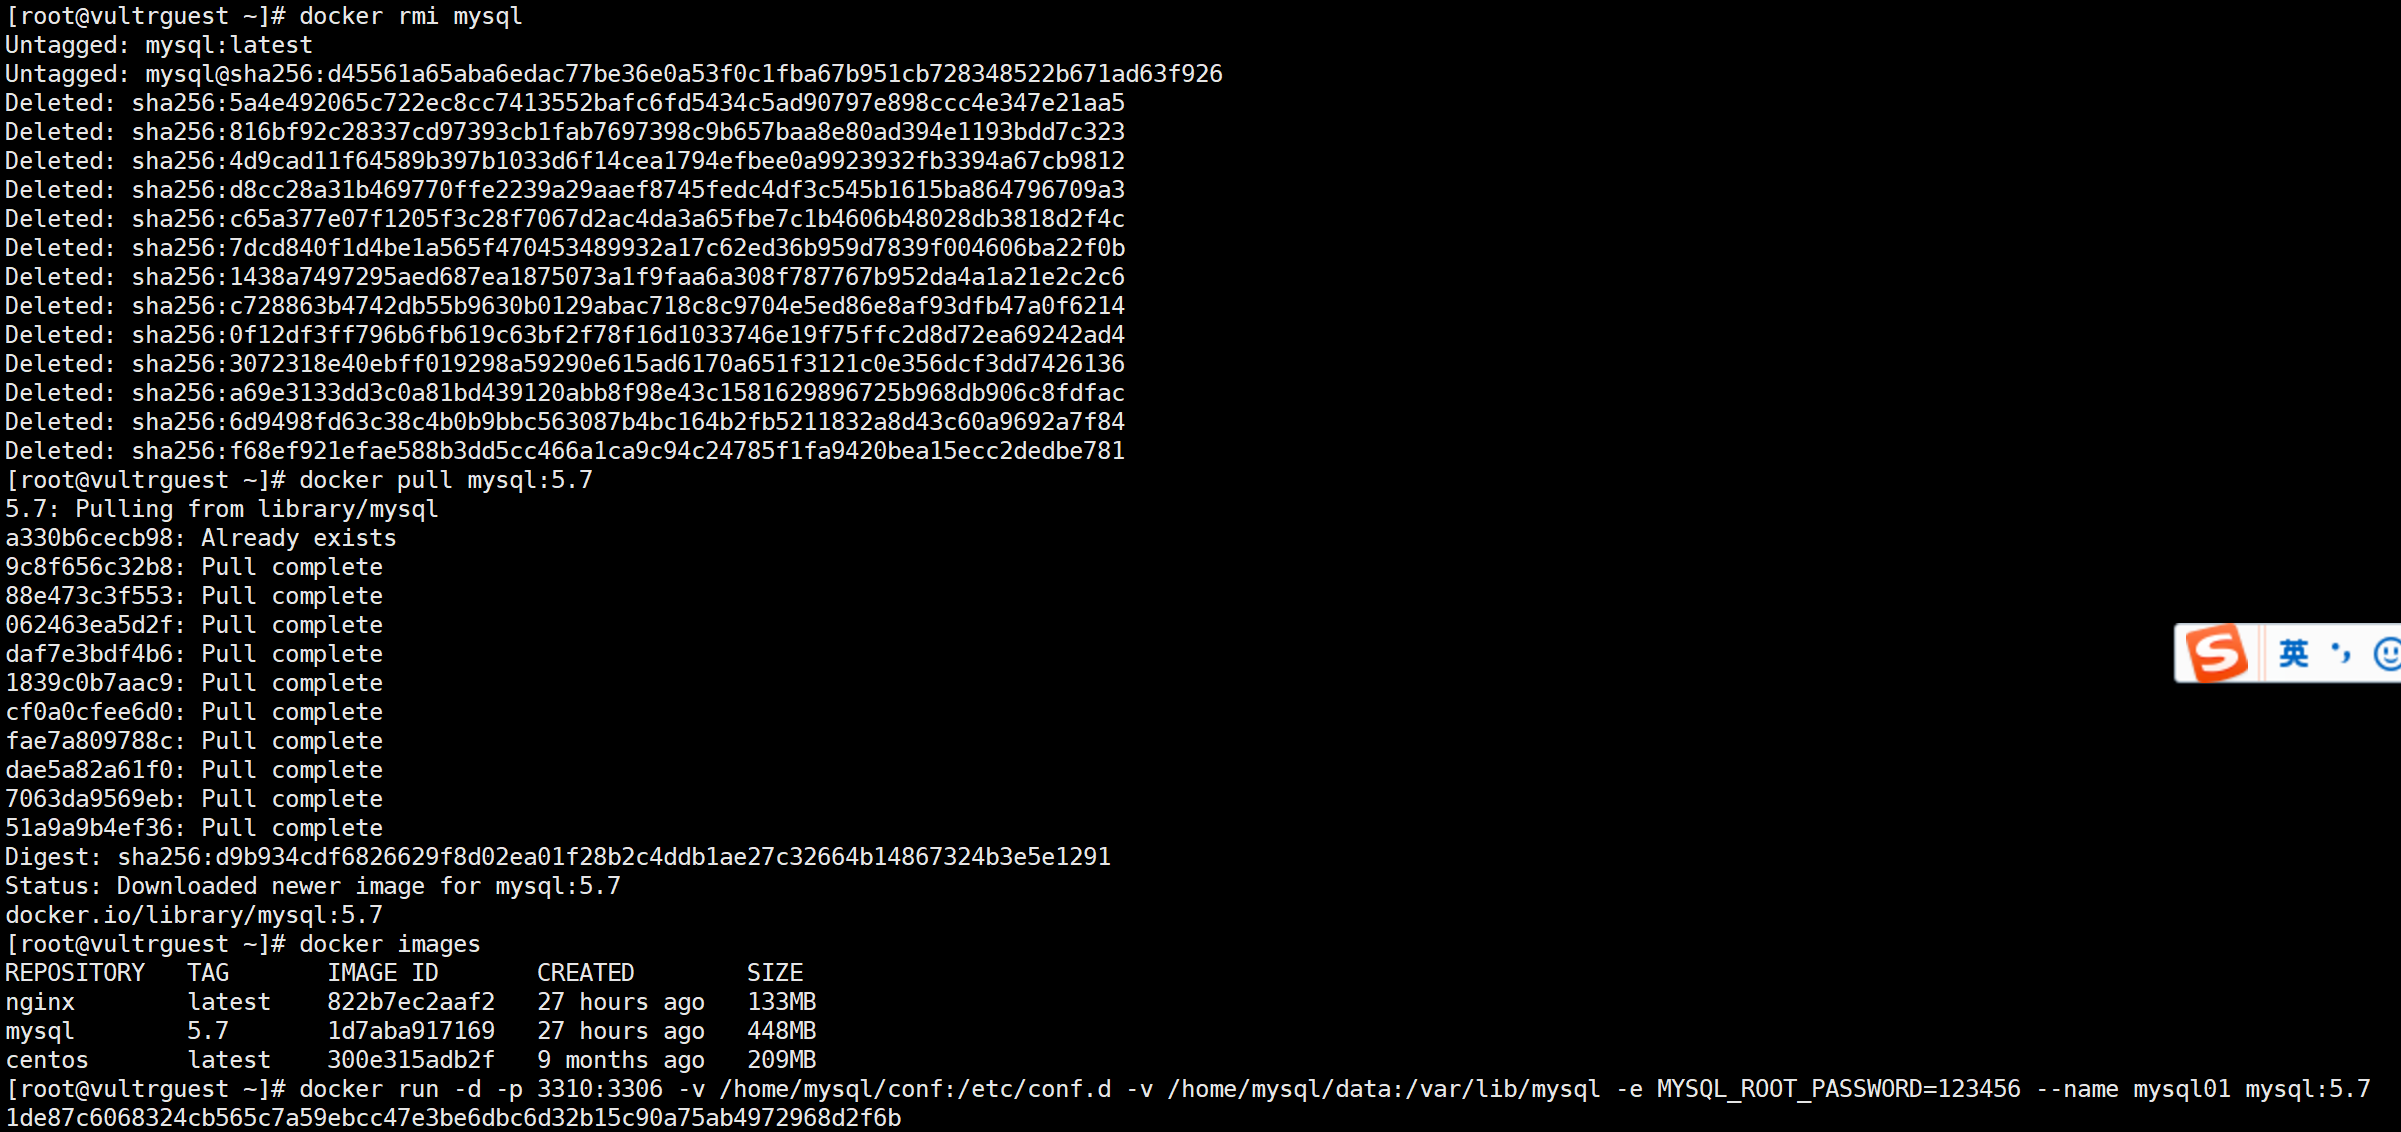 [root@vultrguest ~]# docker rmi mysql
Untagged: mysql:latest
Untagged: mysql@sha256:d45561a65aba6edac77be36e0a53f0c1fba67b951cb728348522b671ad63f926
Deleted: sha256:5a4e492065c722ec8cc7413552bafc6fd5434c5ad90797e898ccc4e347e21aa5
Deleted: sha256:816bf92c28337cd97393cb1fab7697398c9b657baa8e80ad394e1193bdd7c323
Deleted: sha256:4d9cad11f64589b397b1033d6f14cea1794efbee0a9923932fb3394a67cb9812
Deleted: sha256:d8cc28a31b469770ffe2239a29aaef8745fedc4df3c545b1615ba864796709a3
Deleted: sha256:c65a377e07f1205f3c28f7067d2ac4da3a65fbe7c1b4606b48028db3818d2f4c
Deleted: sha256:7dcd840f1d4be1a565f470453489932a17c62ed36b959d7839f004606ba22f0b
Deleted: sha256:1438a7497295aed687ea1875073a1f9faa6a308f787767b952da4a1a21e2c2c6
Deleted: sha256:c728863b4742db55b9630b0129abac718c8c9704e5ed86e8af93dfb47a0f6214
Deleted: sha256:0f12df3ff796b6fb619c63bf2f78f16d1033746e19f75ffc2d8d72ea69242ad4
Deleted: sha256:3072318e40ebff019298a59290e615ad6170a651f3121c0e356dcf3dd7426136
Deleted: sha256:a69e3133dd3c0a81bd439120abb8f98e43c1581629896725b968db906c8fdfac
Deleted: sha256:6d9498fd63c38c4b0b9bbc563087b4bc164b2fb5211832a8d43c60a9692a7f84
Deleted: sha256:f68ef921efae588b3dd5cc466a1ca9c94c24785f1fa9420bea15ecc2dedbe781
[root@vultrguest ~]# docker pull mysql:5.7
5.7: Pulling from library/mysql
a330b6cecb98: Already exists
9c8f656c32b8: Pull complete
88e473c3f553: Pull complete
062463ea5d2f: Pull complete
daf7e3bdf4b6: Pull complete
1839c0b7aac9: Pull complete
cf0a0cfee6d0: Pull complete
fae7a809788c: Pull complete
dae5a82a61f0: Pull complete
7063da9569eb: Pull complete
51a9a9b4ef36: Pull complete
Digest: sha256:d9b934cdf6826629f8d02ea01f28b2c4ddb1ae27c32664b14867324b3e5e1291
Status: Downloaded newer image for mysql:5.7
docker.io/library/mysql:5.7
[root@vultrguest ~]# docker images
REPOSITORY   TAG       IMAGE ID       CREATED        SIZE
nginx        latest    822b7ec2aaf2   27 hours ago   133MB
mysql        5.7       1d7aba917169   27 hours ago   448MB
centos       latest    300e315adb2f   9 months ago   209MB
[root@vultrguest ~]# docker run -d -p 3310:3306 -v /home/mysql/conf:/etc/conf.d -v /home/mysql/data:/var/lib/mysql -e MYSQL_ROOT_PASSWORD=123456 --name mysql01 mysql:5.7
1de87c6068324cb565c7a59ebcc47e3be6dbc6d32b15c90a75ab4972968d2f6b
英